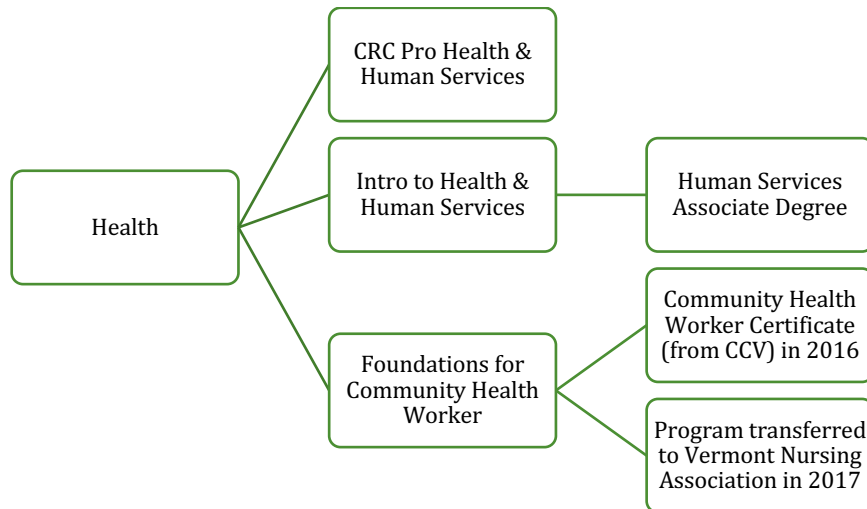 CRC Pro Health &
Human Services
Health
Intro to Health &
Human Services
Human Services
Associate Degree
Foundations for
Community Health
Worker
Community Health
Worker Certificate
(from CCV) in 2016
Program transferred
to Vermont Nursing
Association in 2017